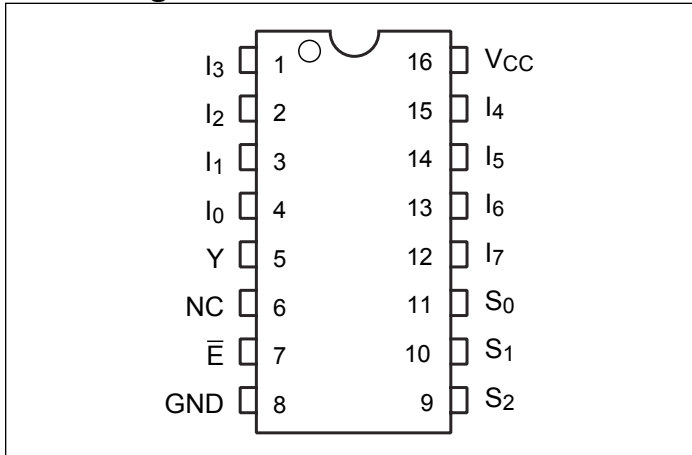 I3 1 16 VCC
I2 2 15 I4
I1 3 14 I5
I0 4 13 I6
Y 5 12 I7
NC 6 11 S0
E̅ 7 10 S1
GND 8 9 S2